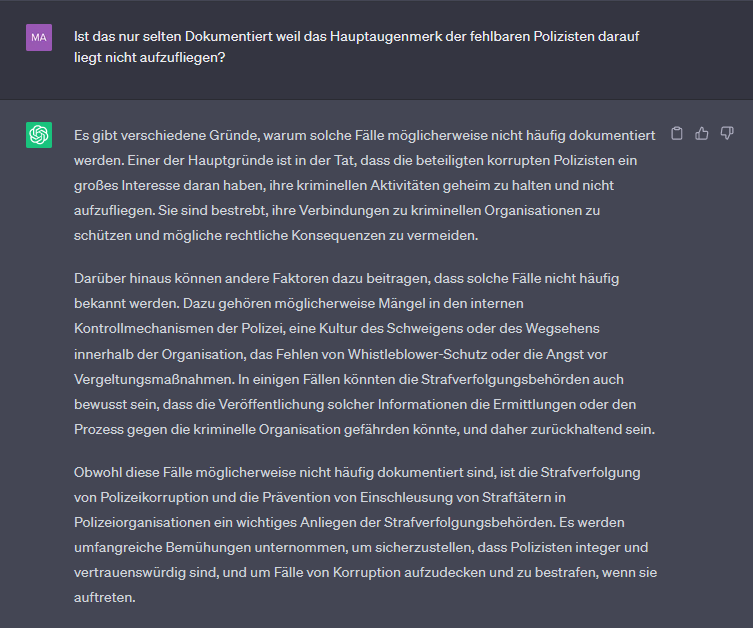 MA
Ist das nur selten Dokumentiert weil das Hauptaugenmerk der fehlbaren Polizisten darauf
liegt nicht aufzufliegen?
Es gibt verschiedene Gründe, warum solche Fälle möglicherweise nicht häufig dokumentiert
werden. Einer der Hauptgründe ist in der Tat, dass die beteiligten korrupten Polizisten ein
großes Interesse daran haben, ihre kriminellen Aktivitäten geheim zu halten und nicht
aufzufliegen. Sie sind bestrebt, ihre Verbindungen zu kriminellen Organisationen zu
schützen und mögliche rechtliche Konsequenzen zu vermeiden.
Darüber hinaus können andere Faktoren dazu beitragen, dass solche Fälle nicht häufig
bekannt werden. Dazu gehören möglicherweise Mängel in den internen
Kontrollmechanismen der Polizei, eine Kultur des Schweigens oder des Wegsehens
innerhalb der Organisation, das Fehlen von Whistleblower-Schutz oder die Angst vor
Vergeltungsmaßnahmen. In einigen Fällen könnten die Strafverfolgungsbehörden auch
bewusst sein, dass die Veröffentlichung solcher Informationen die Ermittlungen oder den
Prozess gegen die kriminelle Organisation gefährden könnte, und daher zurückhaltend sein.
Obwohl diese Fälle möglicherweise nicht häufig dokumentiert sind, ist die Strafverfolgung
von Polizeikorruption und die Prävention von Einschleusung von Straftätern in
Polizeiorganisationen ein wichtiges Anliegen der Strafverfolgungsbehörden. Es werden
umfangreiche Bemühungen unternommen, um sicherzustellen, dass Polizisten integer und
vertrauenswürdig sind, und um Fälle von Korruption aufzudecken und zu bestrafen, wenn sie
auftreten.